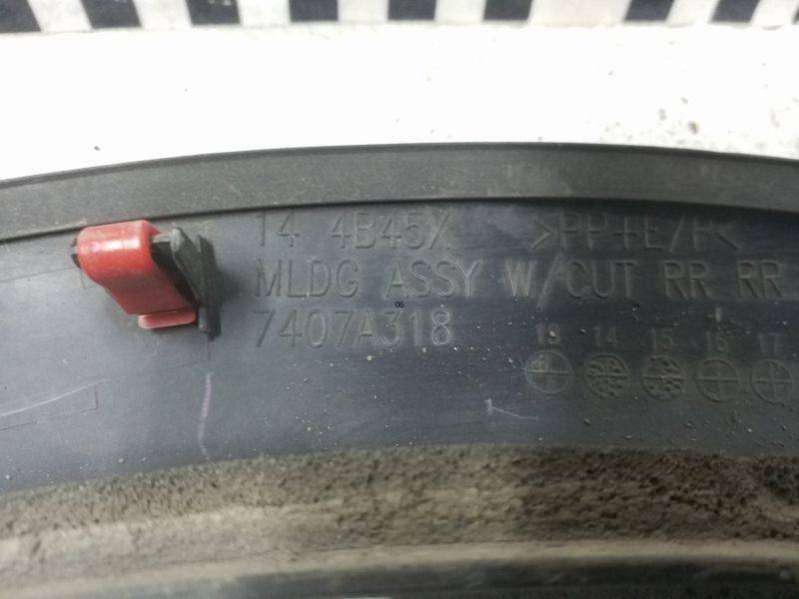 14 4B45X >PP+E/P<
MLDG ASSY W/CUT RR RR
7407A318
13 14 15 16 17